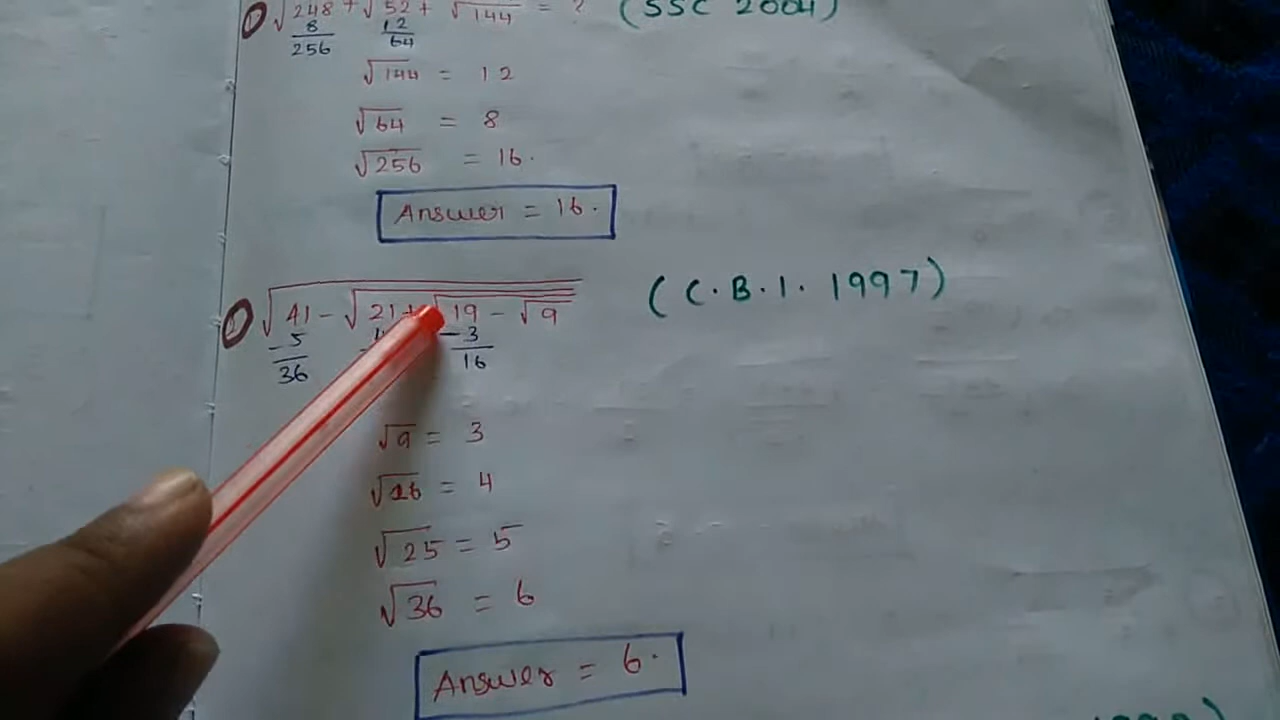 ① √248 + √52 + √144 = ? (SSC 2004)
8 12
256 64
√144 = 12
√64 = 8
√256 = 16.
Answer = 16.
√41 - √21 + √19 - √9 (C.B.I. 1997)
-5 -3
36 16
√9 = 3
√16 = 4
√25 = 5
√36 = 6
Answer = 6.